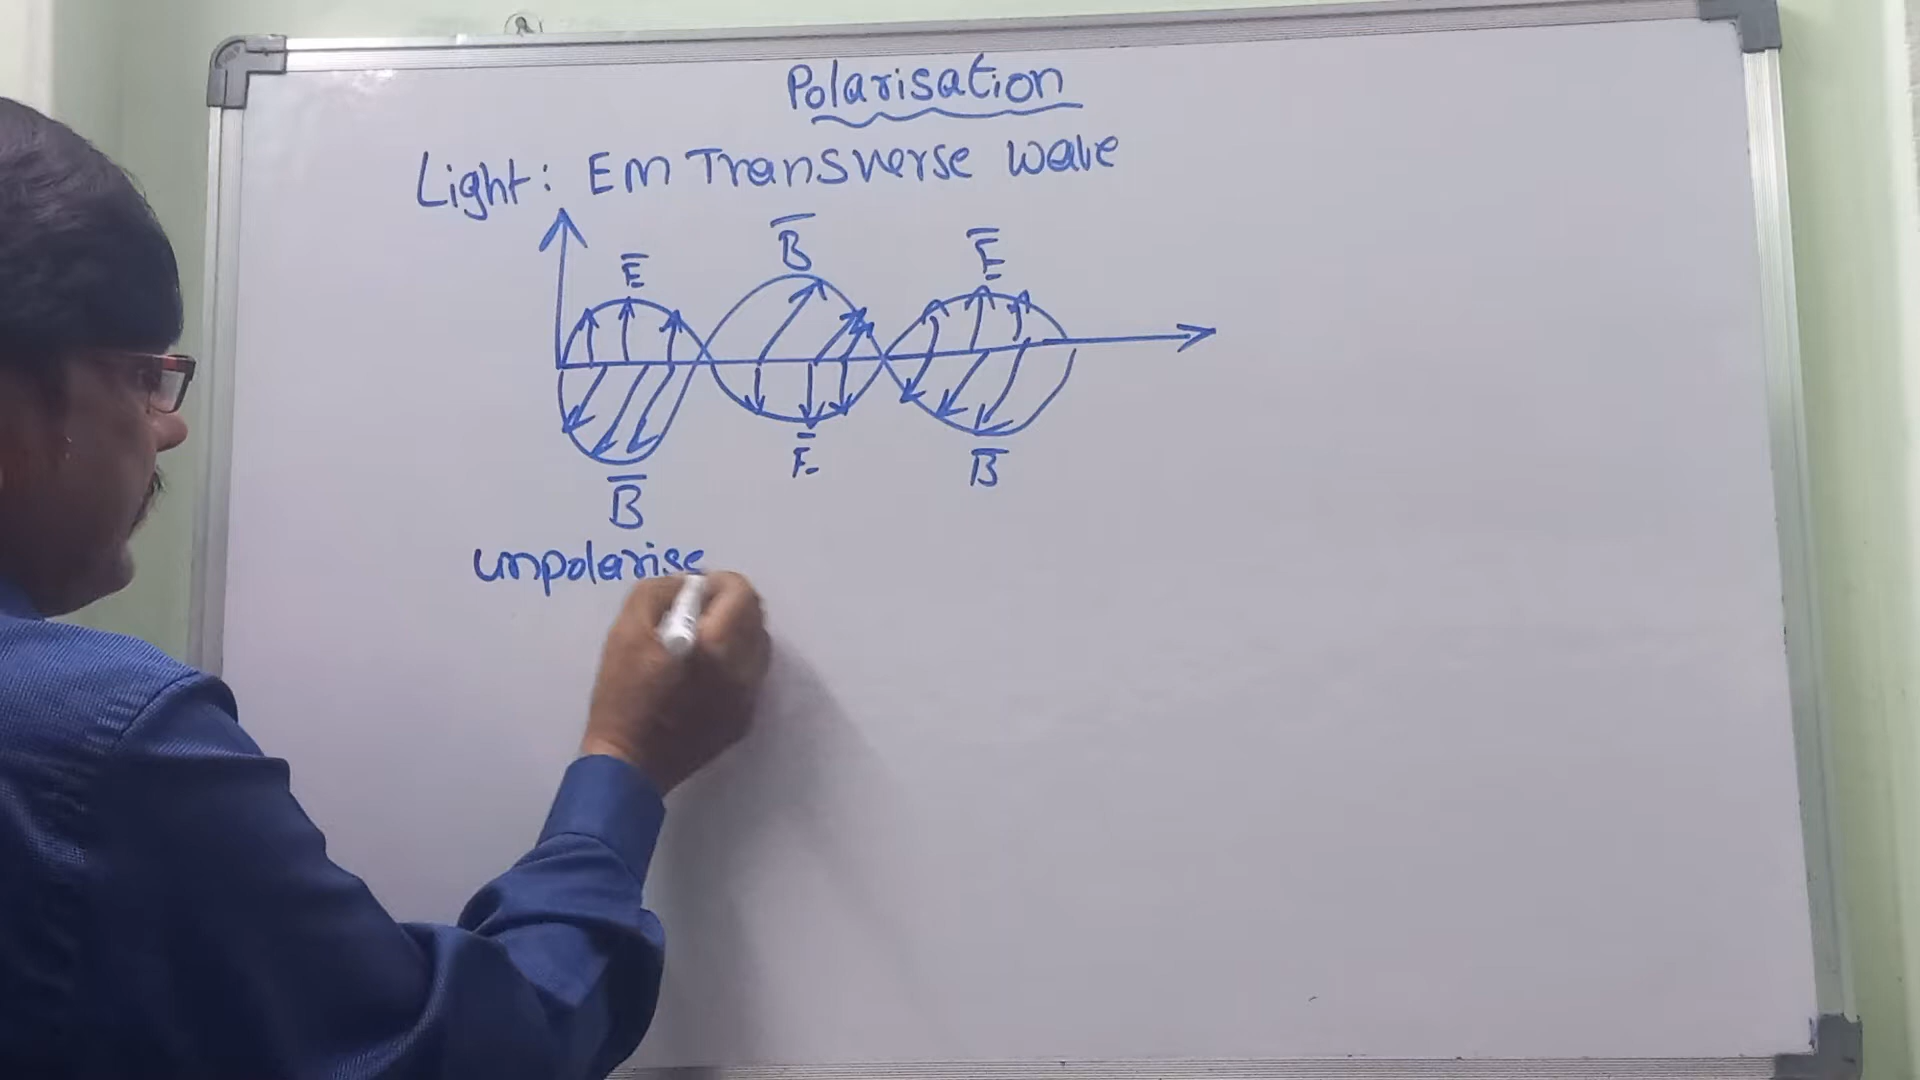 Polarisation
Light: EM Transverse wave
E̅ B̅ E̅
B̅ E̅ B̅
unpolarise